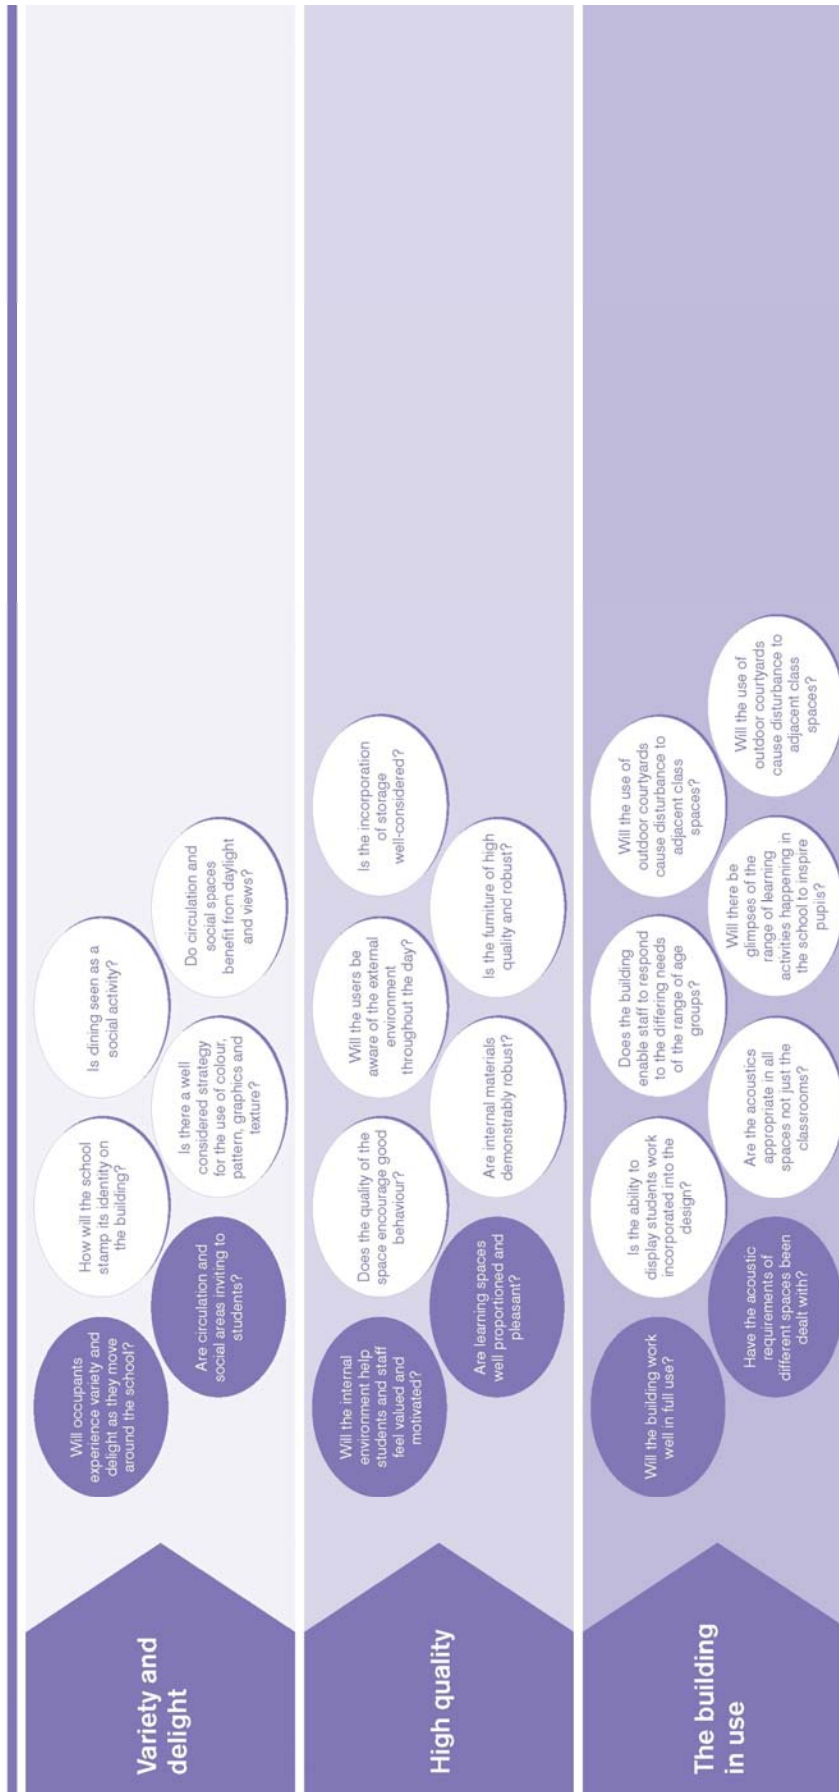 Variety and
delight
Will occupants
experience variety and
delight as they move
around the school?
Are circulation and
social areas inviting to
students?
How will the school
stamp its identity on
the building?
Is there a well
considered strategy
for the use of colour,
pattern, graphics and
texture?
Is dining seen as a
social activity?
Do circulation and
social spaces
benefit from daylight
and views?
High quality
Will the internal
environment help
students and staff
feel valued and
motivated?
Are learning spaces
well proportioned and
pleasant?
Does the quality of the
space encourage good
behaviour?
Are internal materials
demonstrably robust?
Will the users be
aware of the external
environment
throughout the day?
Is the furniture of high
quality and robust?
Is the incorporation
of storage
well-considered?
The building
in use
Will the building work
well in full use?
Have the acoustic
requirements of
different spaces been
dealt with?
Is the ability to
display students work
incorporated into the
design?
Are the acoustics
appropriate in all
spaces not just the
classrooms?
Does the building
enable staff to respond
to the differing needs
of the range of age
groups?
Will there be
glimpses of the
range of learning
activities happening in
the school to inspire
pupils?
Will the use of
outdoor courtyards
cause disturbance to
adjacent class
spaces?
Will the use of
outdoor courtyards
cause disturbance to
adjacent class
spaces?